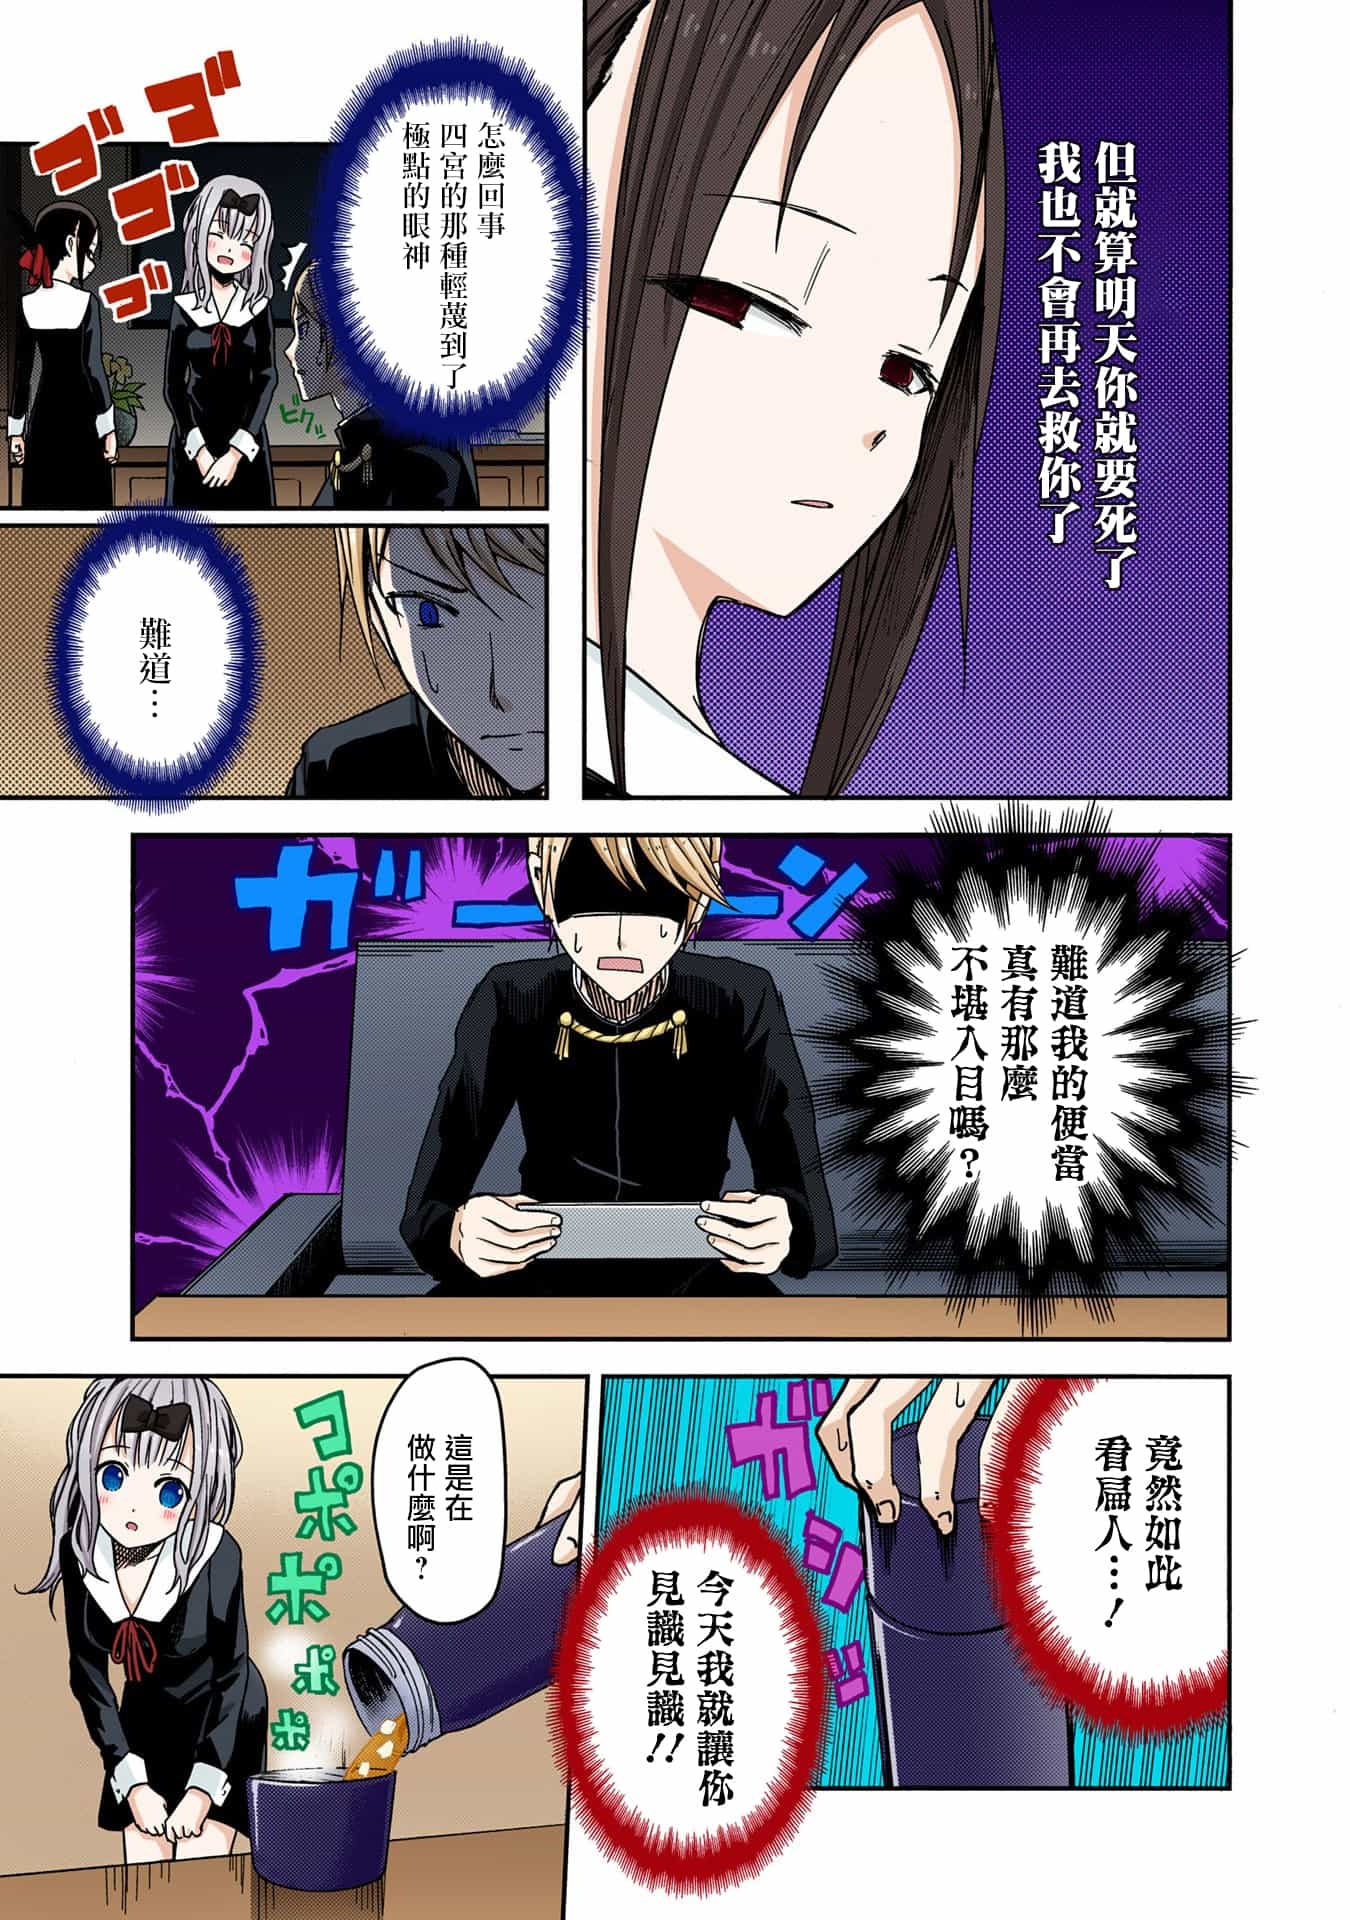 但就算明天你就要死了
我也不會再去救你了
怎麼回事
四宮的那種輕蔑到了
極點的眼神
ゴゴゴゴ
ビクッ
難道…
難道我的便當
真有那麼
不堪入目嗎？
ガーーーン
竟然如此
看扁人…！
ガシッ!!
今天我就讓你
見識見識！！
這是在
做什麼啊？
コポポポポポ